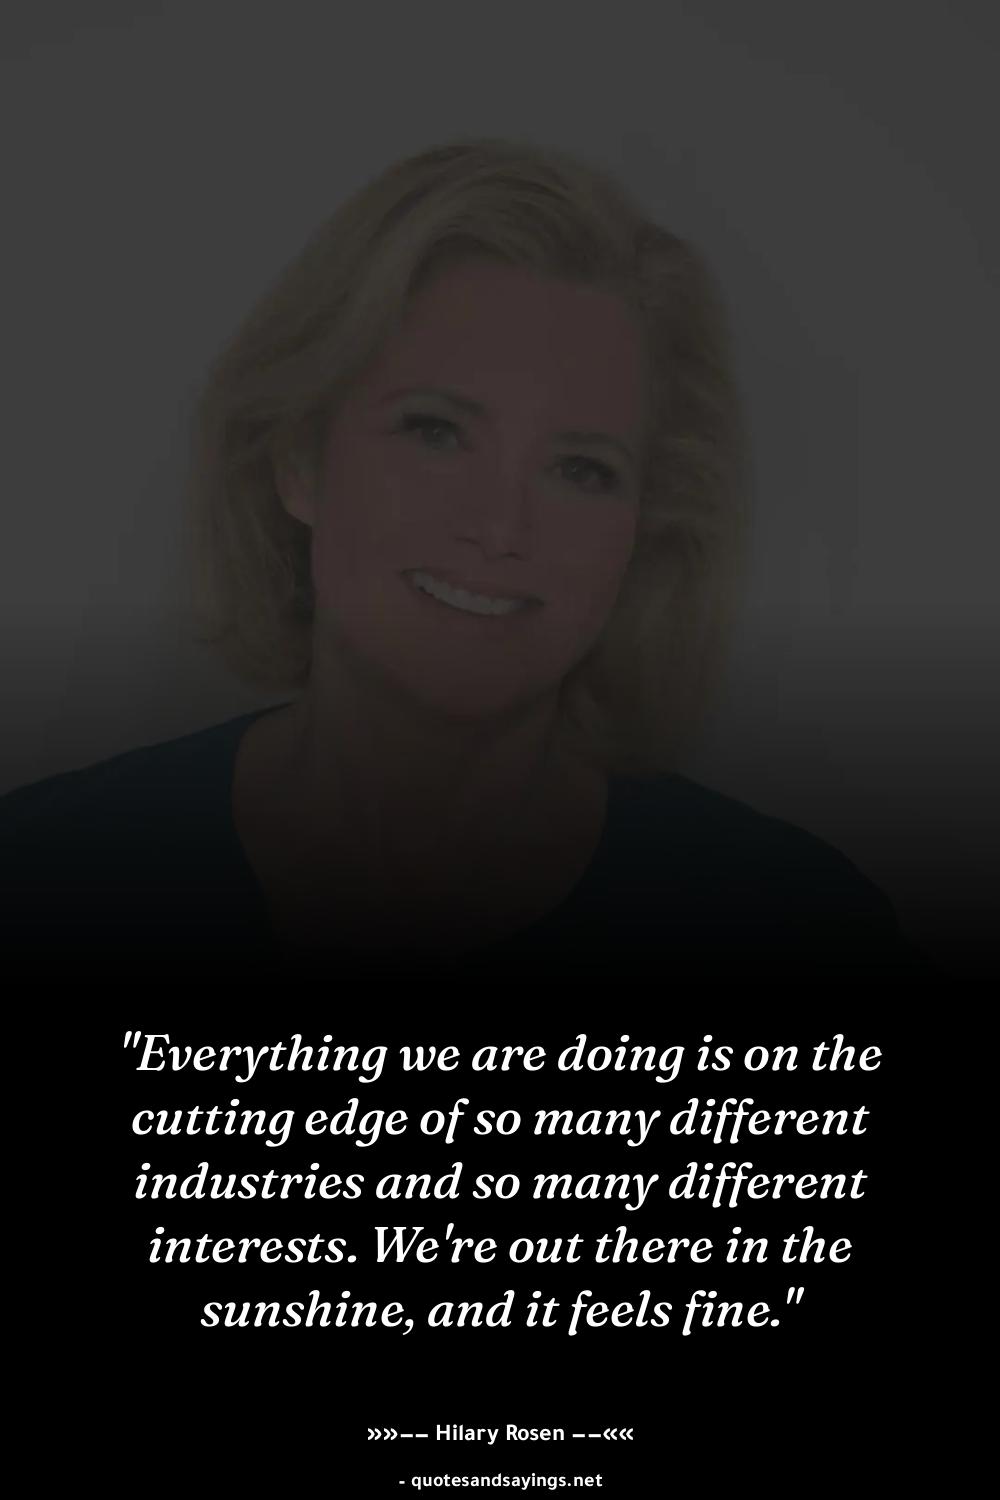 "Everything we are doing is on the
cutting edge of so many different
industries and so many different
interests. We're out there in the
sunshine, and it feels fine."
»»−− Hilary Rosen −−««
- quotesandsayings.net